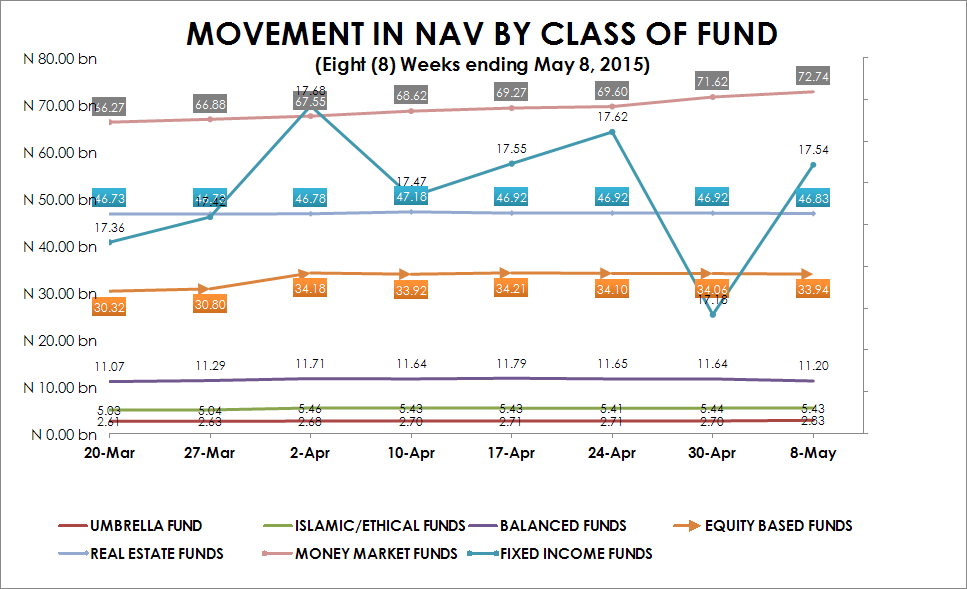 MOVEMENT IN NAV BY CLASS OF FUND
(Eight (8) Weeks ending May 8, 2015)
N 80.00 bn
N 70.00 bn
N 60.00 bn
N 50.00 bn
N 40.00 bn
N 30.00 bn
N 20.00 bn
N 10.00 bn
N 0.00 bn
66.27 66.88 67.55 68.62 69.27 69.60 71.62 72.74
17.36 17.42 17.68 17.47 17.55 17.62 17.18 17.54
46.73 46.78 47.18 46.92 46.92 46.92 46.83
30.32 30.80 34.18 33.92 34.21 34.10 34.06 33.94
11.07 11.29 11.71 11.64 11.79 11.65 11.64 11.20
5.03 5.04 5.46 5.43 5.43 5.41 5.44 5.43
2.61 2.63 2.68 2.70 2.71 2.71 2.70 2.83
20-Mar 27-Mar 2-Apr 10-Apr 17-Apr 24-Apr 30-Apr 8-May
UMBRELLA FUND ISLAMIC/ETHICAL FUNDS BALANCED FUNDS EQUITY BASED FUNDS
REAL ESTATE FUNDS MONEY MARKET FUNDS FIXED INCOME FUNDS